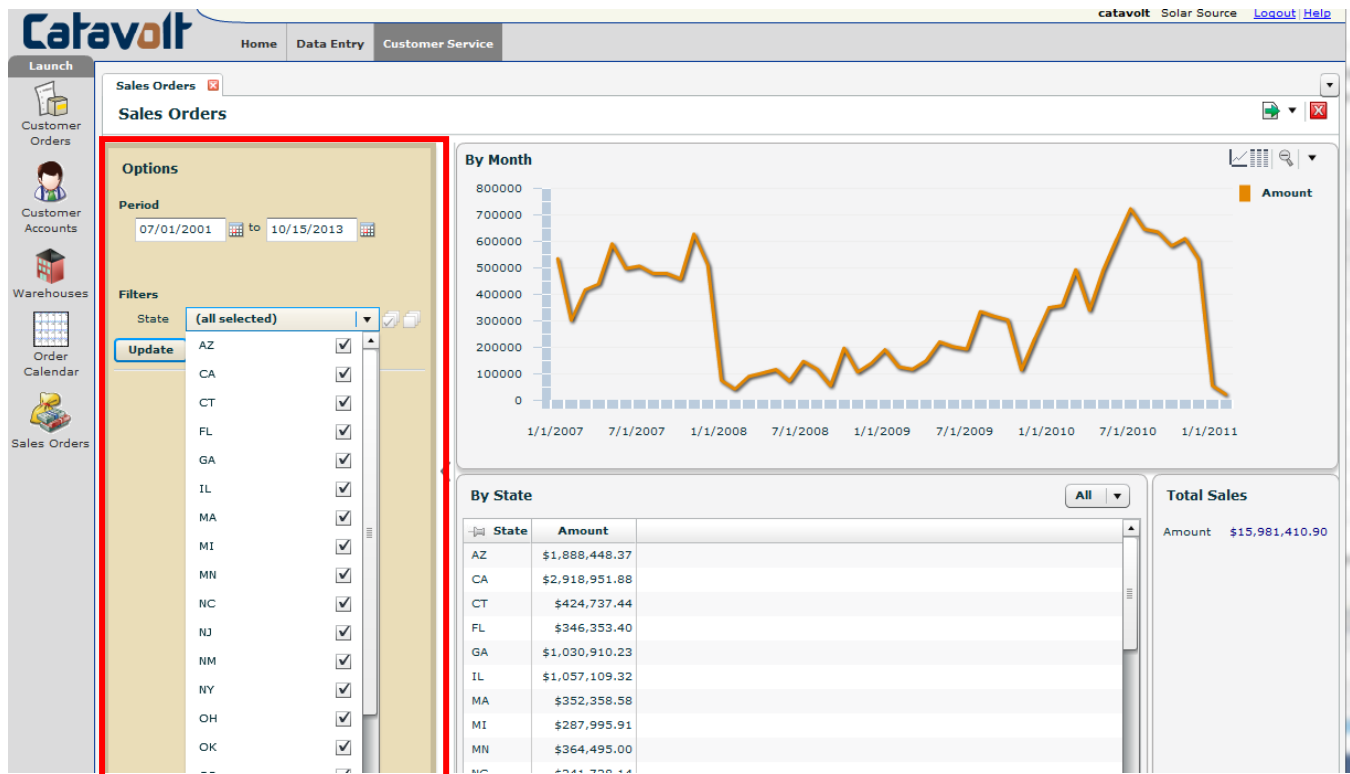 catavolt Solar Source Logout Help
Catavolt
Home Data Entry Customer Service
Launch
Customer Orders
Customer Accounts
Warehouses
Order Calendar
Sales Orders
Sales Orders
Sales Orders
Options
Period
07/01/2001 to 10/15/2013
Filters
State (all selected)
Update
AZ
CA
CT
FL
GA
IL
MA
MI
MN
NC
NJ
NM
NY
OH
OK
By Month
Amount
800000
700000
600000
500000
400000
300000
200000
100000
0
1/1/2007 7/1/2007 1/1/2008 7/1/2008 1/1/2009 7/1/2009 1/1/2010 7/1/2010 1/1/2011
By State All
State Amount
AZ $1,888,448.37
CA $2,918,951.88
CT $424,737.44
FL $346,353.40
GA $1,030,910.23
IL $1,057,109.32
MA $352,358.58
MI $287,995.91
MN $364,495.00
Total Sales
Amount $15,981,410.90